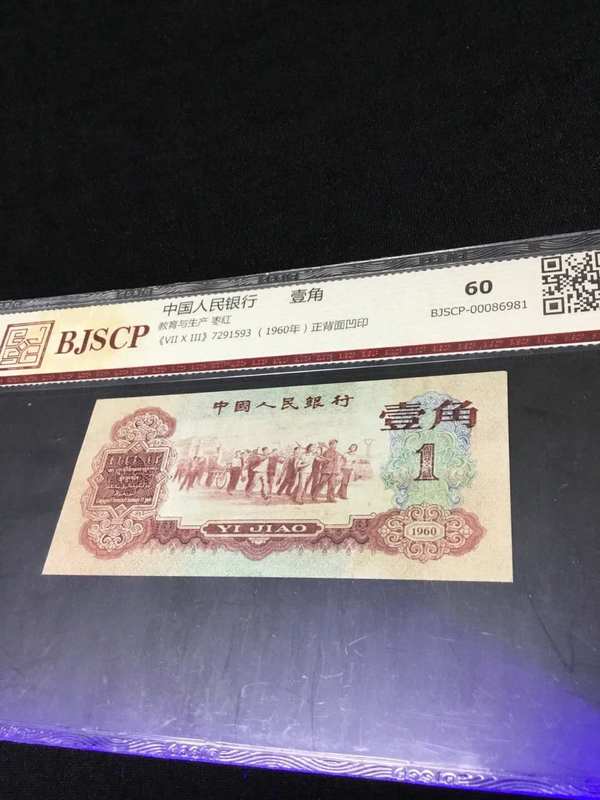 BJSCP
中国人民银行 壹角
教育与生产 枣红
《VII X III》7291593 (1960年) 正背面凹印
60
BJSCP-00086981
中國人民銀行
壹角
1
YI JIAO
1960